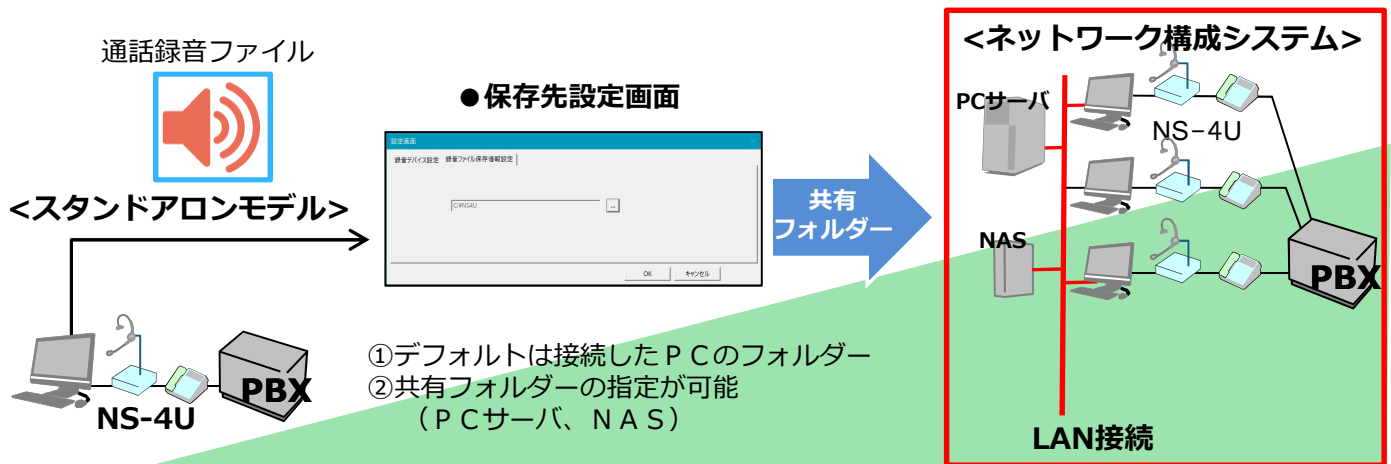 通話録音ファイル
<スタンドアロンモデル>
NS-4U
PBX
●保存先設定画面
設定画面
録音デバイス設定 録音ファイル保存情報設定
C:¥NS4U
...
OK キャンセル
①デフォルトは接続したＰＣのフォルダー
②共有フォルダーの指定が可能
（ＰＣサーバ、ＮＡＳ）
共有
フォルダー
<ネットワーク構成システム>
PCサーバ
NS−4U
NAS
PBX
LAN接続